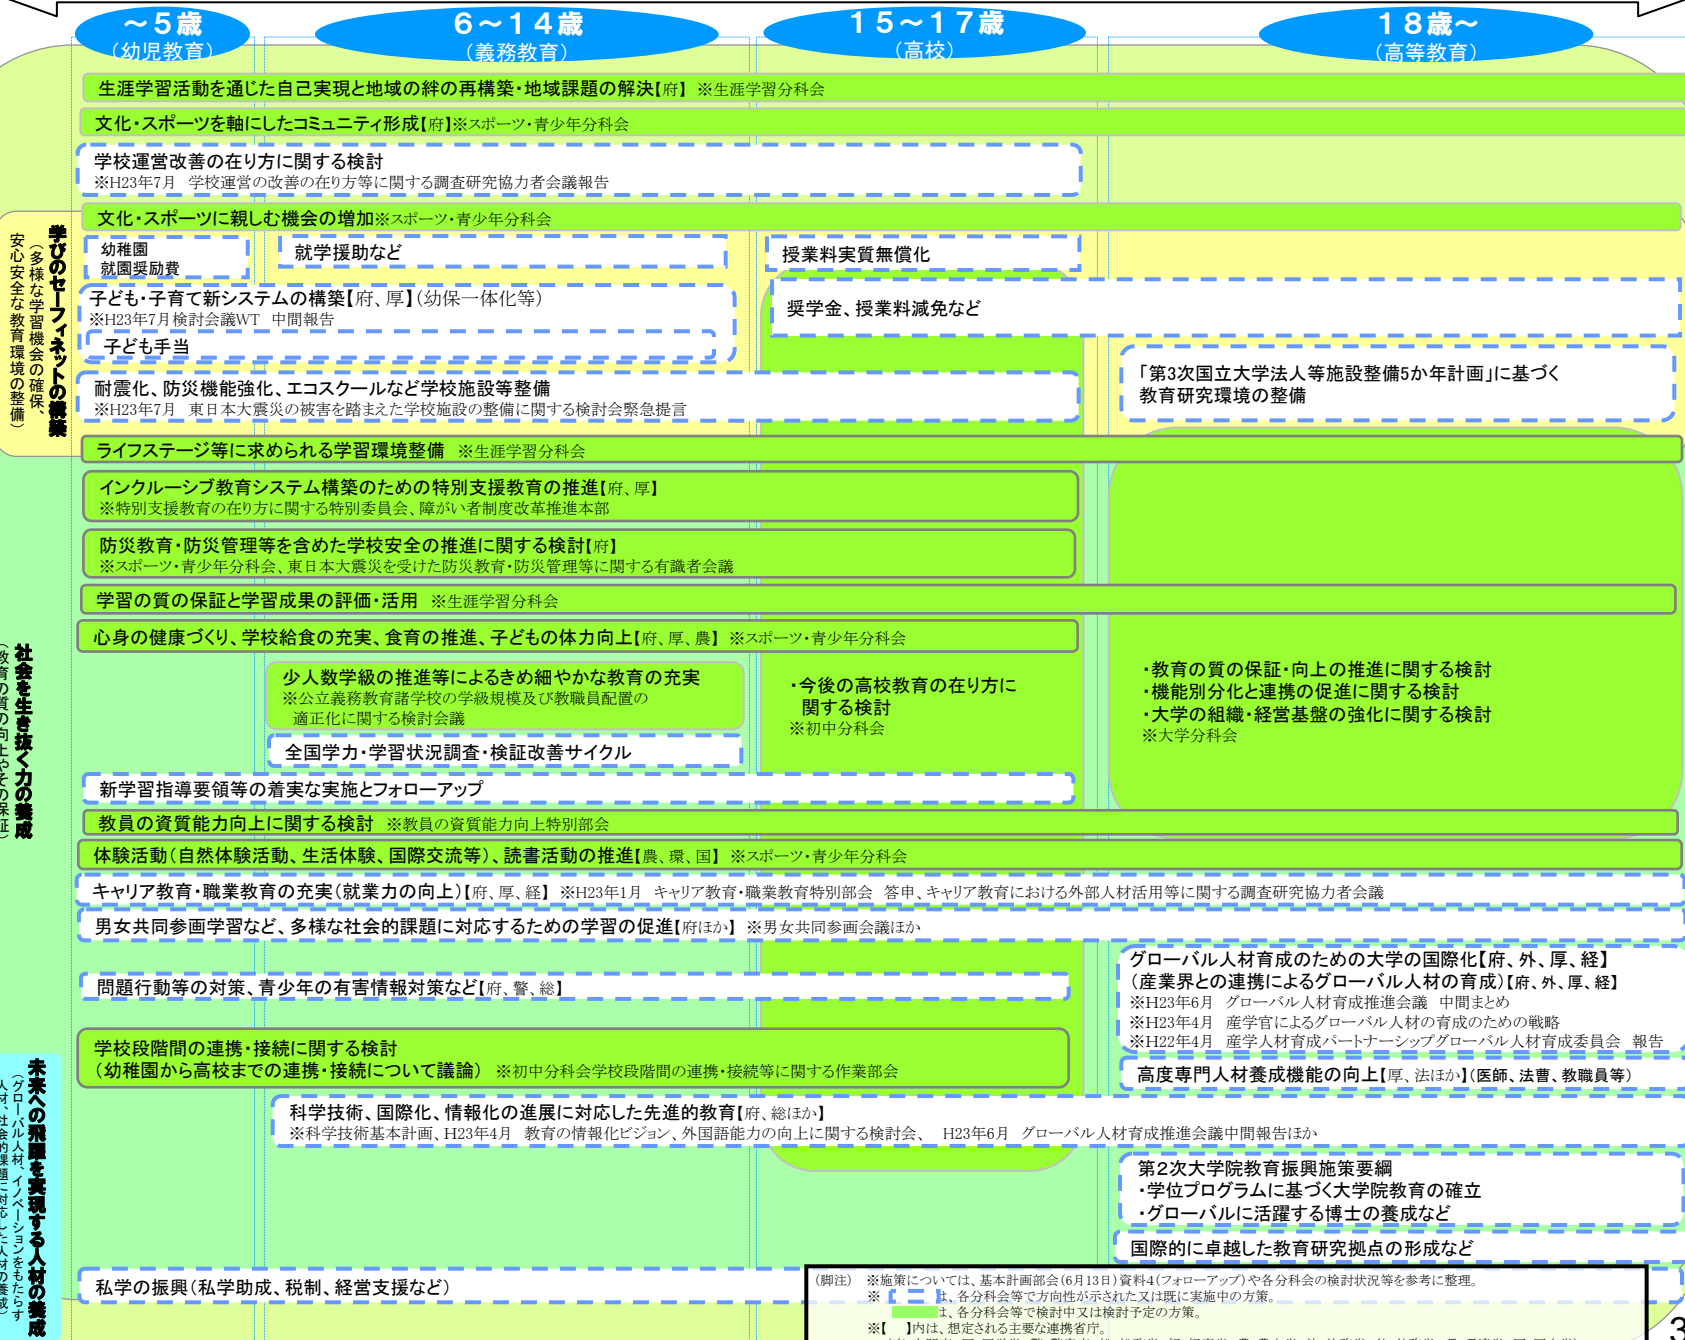 ～５歳
（幼児教育）
６～１４歳
（義務教育）
１５～１７歳
（高校）
１８歳～
（高等教育）
生涯学習活動を通じた自己実現と地域の絆の再構築・地域課題の解決【府】 ※生涯学習分科会
文化・スポーツを軸にしたコミュニティ形成【府】※スポーツ・青少年分科会
学校運営改善の在り方に関する検討
※H23年7月 学校運営の改善の在り方等に関する調査研究協力者会議報告
学びのセーフィネットの構築
（多様な学習機会の確保、
安心安全な教育環境の整備）
文化・スポーツに親しむ機会の増加※スポーツ・青少年分科会
幼稚園
就園奨励費
就学援助など
授業料実質無償化
子ども・子育て新システムの構築【府、厚】（幼保一体化等）
※H23年7月検討会議WT 中間報告
子ども手当
奨学金、授業料減免など
耐震化、防災機能強化、エコスクールなど学校施設等整備
※H23年7月 東日本大震災の被害を踏まえた学校施設の整備に関する検討会緊急提言
「第3次国立大学法人等施設整備5か年計画」に基づく
教育研究環境の整備
ライフステージ等に求められる学習環境整備 ※生涯学習分科会
インクルーシブ教育システム構築のための特別支援教育の推進【府、厚】
※特別支援教育の在り方に関する特別委員会、障がい者制度改革推進本部
防災教育・防災管理等を含めた学校安全の推進に関する検討【府】
※スポーツ・青少年分科会、東日本大震災を受けた防災教育・防災管理等に関する有識者会議
学習の質の保証と学習成果の評価・活用 ※生涯学習分科会
心身の健康づくり、学校給食の充実、食育の推進、子どもの体力向上【府、厚、農】 ※スポーツ・青少年分科会
社会を生き抜く力の養成
（教育の質の向上やその保証）
少人数学級の推進等によるきめ細やかな教育の充実
※公立義務教育諸学校の学級規模及び教職員配置の
適正化に関する検討会議
全国学力・学習状況調査・検証改善サイクル
・今後の高校教育の在り方に
関する検討
※初中分科会
・教育の質の保証・向上の推進に関する検討
・機能別分化と連携の促進に関する検討
・大学の組織・経営基盤の強化に関する検討
※大学分科会
新学習指導要領等の着実な実施とフォローアップ
教員の資質能力向上に関する検討 ※教員の資質能力向上特別部会
体験活動（自然体験活動、生活体験、国際交流等）、読書活動の推進【農、環、国】 ※スポーツ・青少年分科会
キャリア教育・職業教育の充実（就業力の向上）【府、厚、経】 ※H23年1月 キャリア教育・職業教育特別部会 答申、キャリア教育における外部人材活用等に関する調査研究協力者会議
男女共同参画学習など、多様な社会的課題に対応するための学習の促進【府ほか】 ※男女共同参画会議ほか
問題行動等の対策、青少年の有害情報対策など【府、警、総】
グローバル人材育成のための大学の国際化【府、外、厚、経】
（産業界との連携によるグローバル人材の育成）【府、外、厚、経】
※H23年6月 グローバル人材育成推進会議 中間まとめ
※H23年4月 産学官によるグローバル人材の育成のための戦略
※H22年4月 産学人材育成パートナーシップグローバル人材育成委員会 報告
学校段階間の連携・接続に関する検討
（幼稚園から高校までの連携・接続について議論） ※初中分科会学校段階間の連携・接続等に関する作業部会
高度専門人材養成機能の向上【厚、法ほか】（医師、法曹、教職員等）
未来への飛躍を実現する人材の養成
（グローバル人材、イノベーションをもたらす
人材、社会的課題に対応した人材の養成）
科学技術、国際化、情報化の進展に対応した先進的教育【府、総ほか】
※科学技術基本計画、H23年4月 教育の情報化ビジョン、外国語能力の向上に関する検討会、 H23年6月 グローバル人材育成推進会議中間報告ほか
第２次大学院教育振興施策要綱
・学位プログラムに基づく大学院教育の確立
・グローバルに活躍する博士の養成など
国際的に卓越した教育研究拠点の形成など
私学の振興（私学助成、税制、経営支援など）
（脚注） ※施策については、基本計画部会（6月13日）資料4（フォローアップ）や各分科会の検討状況等を参考に整理。
※ は、各分科会等で方向性が示された又は既に実施中の方策。
は、各分科会等で検討中又は検討予定の方策。
※【 】内は、想定される主要な連携省庁。
3